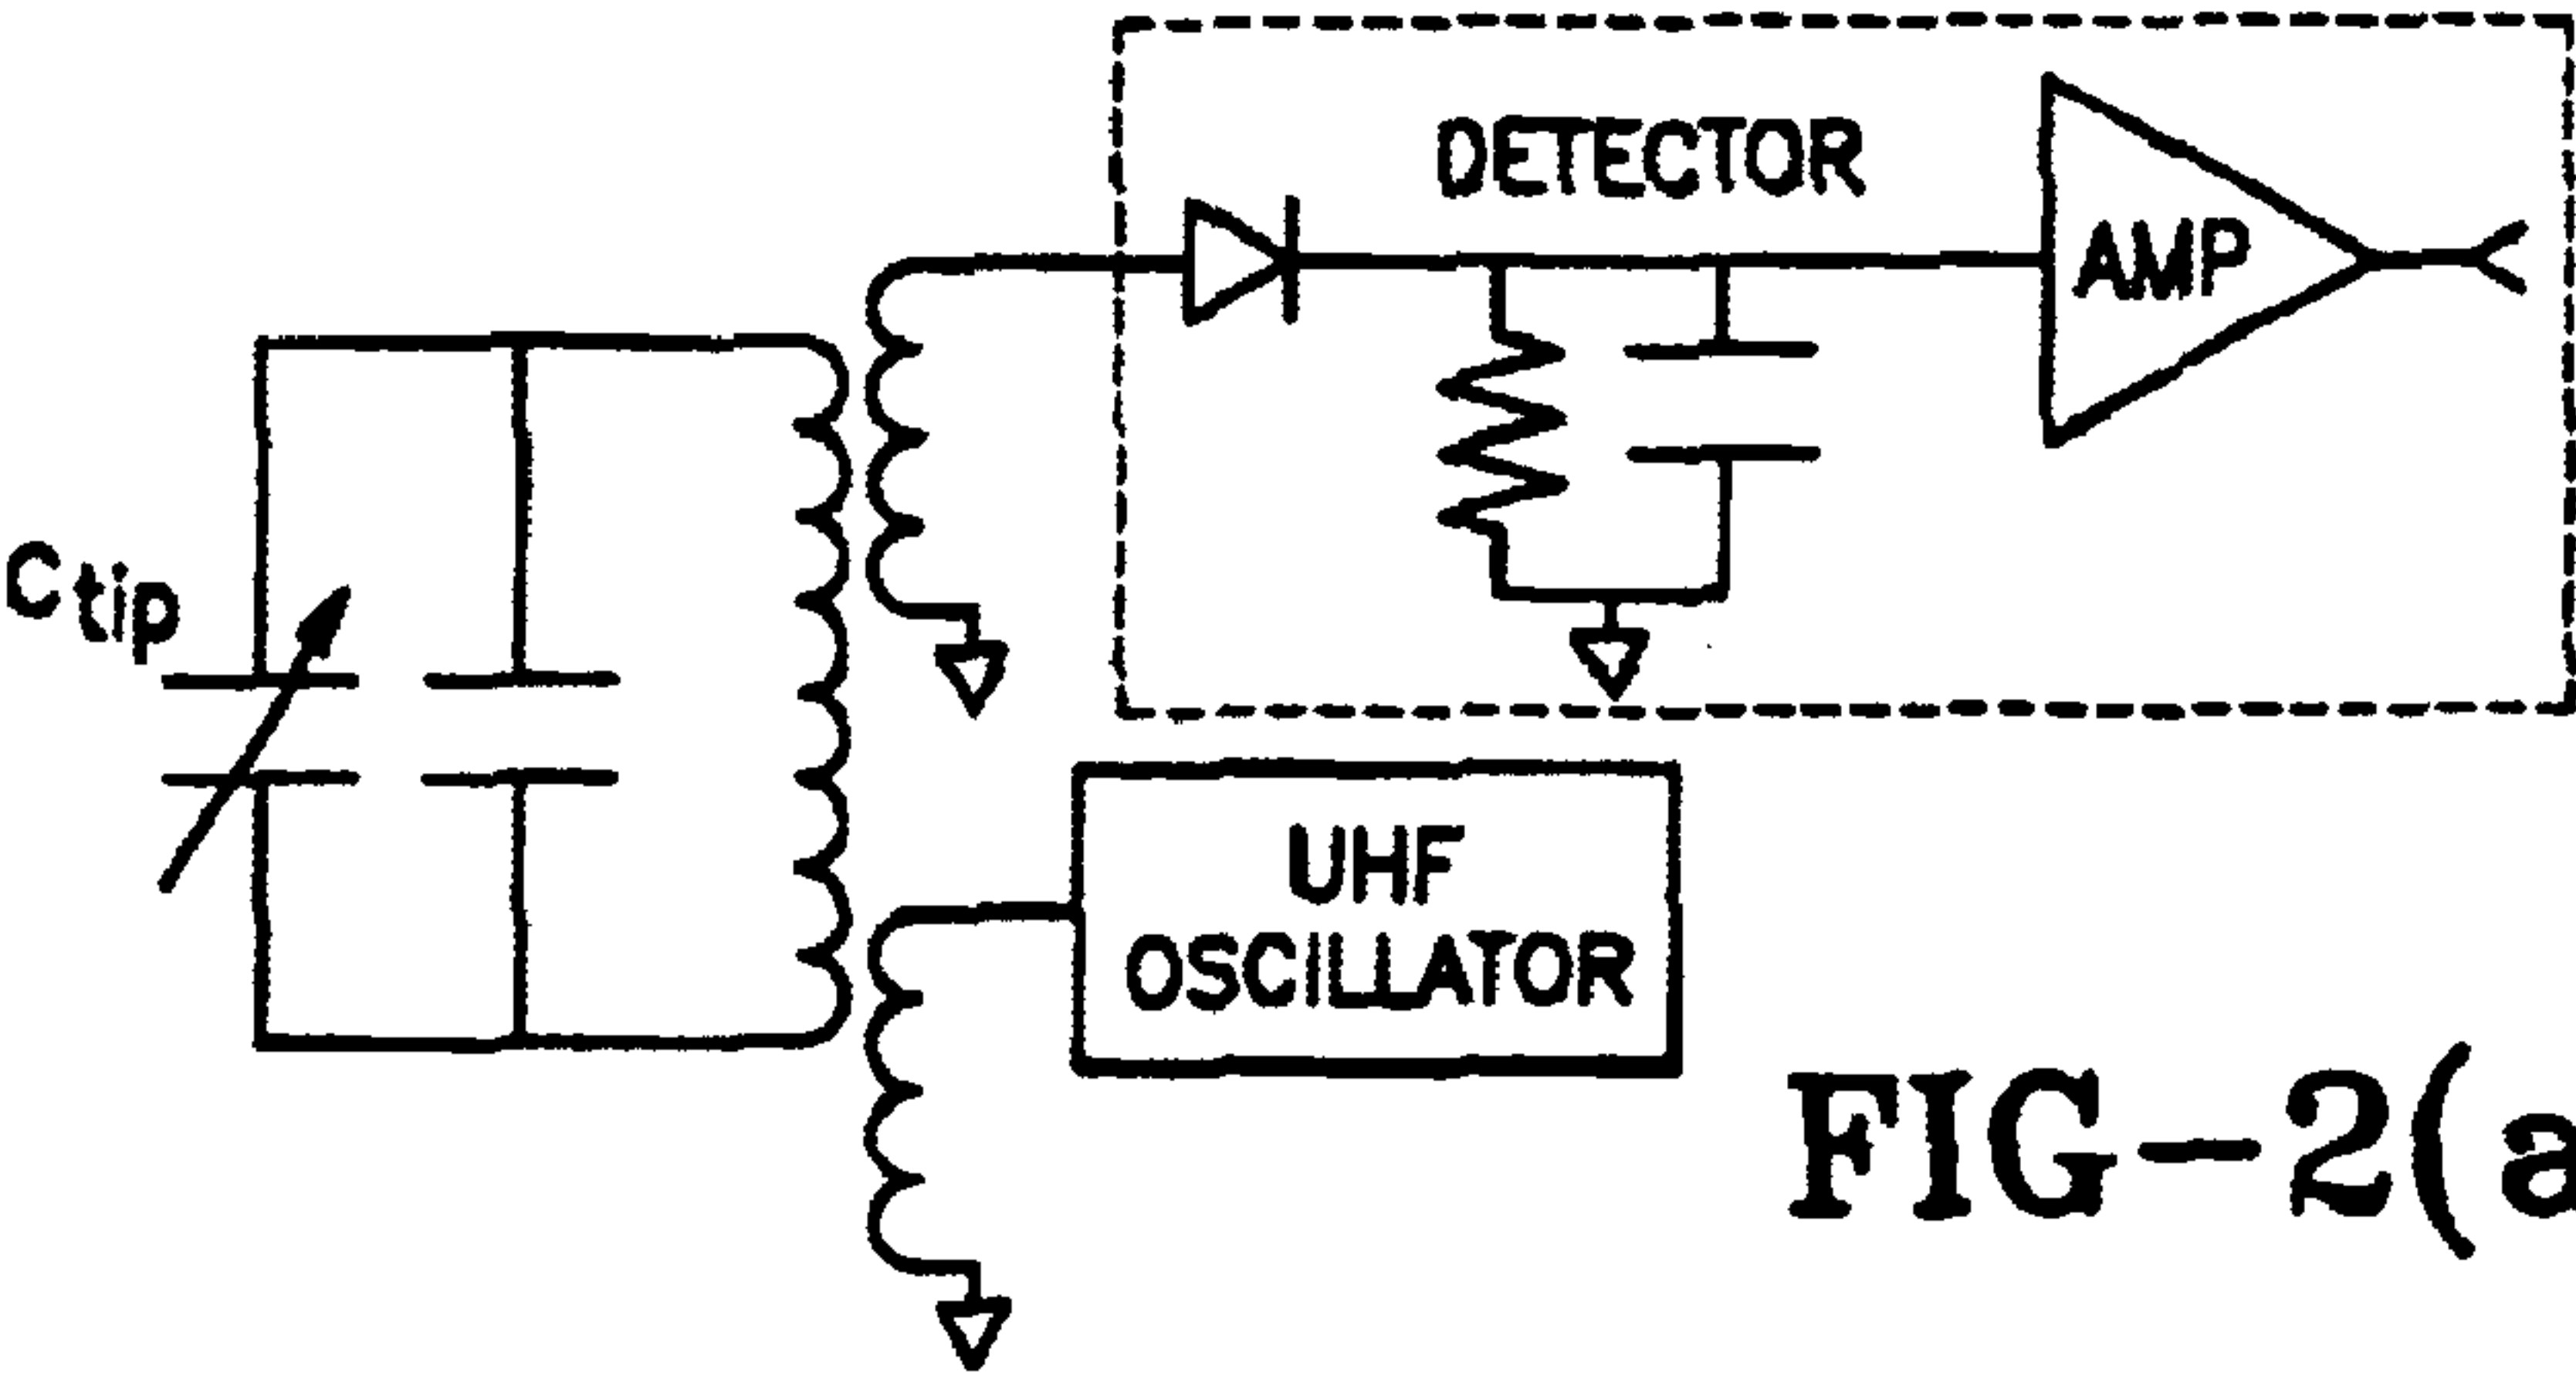 DETECTOR
AMP
Ctip
UHF
OSCILLATOR
FIG-2(a